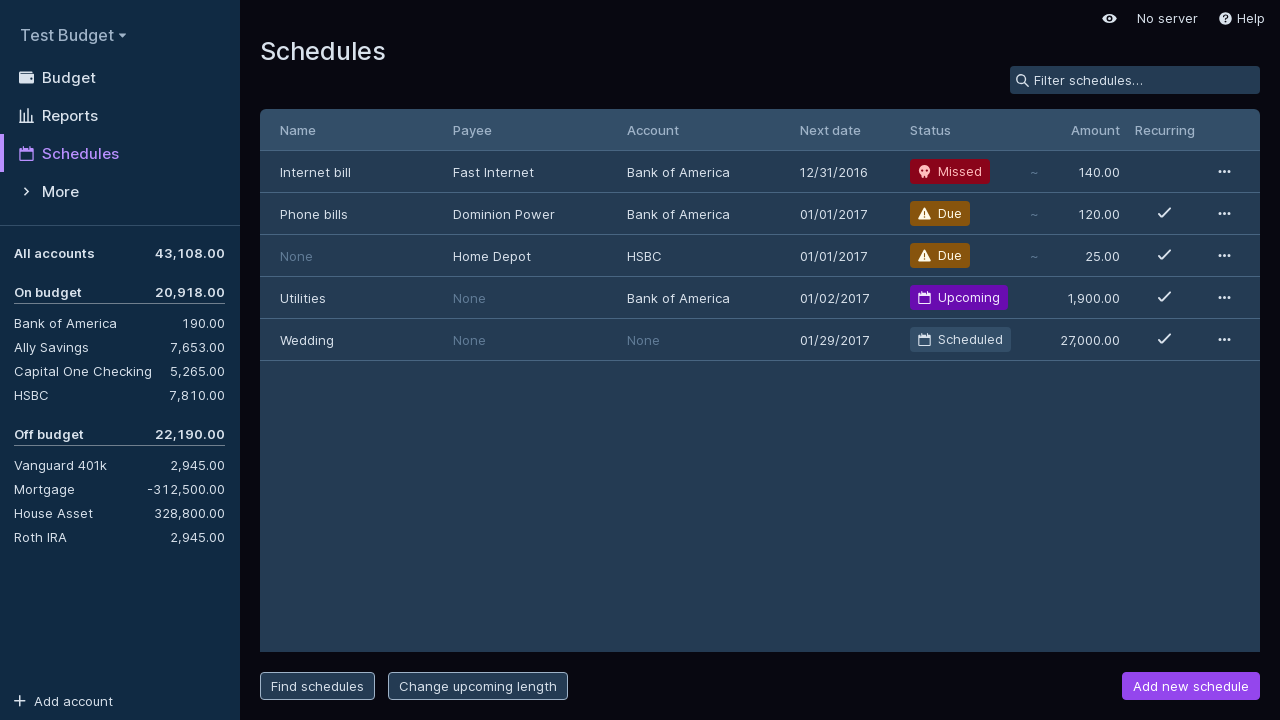 Test Budget
Budget
Reports
Schedules
More
All accounts 43,108.00
On budget 20,918.00
Bank of America 190.00
Ally Savings 7,653.00
Capital One Checking 5,265.00
HSBC 7,810.00
Off budget 22,190.00
Vanguard 401k 2,945.00
Mortgage -312,500.00
House Asset 328,800.00
Roth IRA 2,945.00
Add account
No server Help
Schedules
Filter schedules…
Name Payee Account Next date Status Amount Recurring
Internet bill Fast Internet Bank of America 12/31/2016 Missed ~ 140.00
Phone bills Dominion Power Bank of America 01/01/2017 Due ~ 120.00
None Home Depot HSBC 01/01/2017 Due ~ 25.00
Utilities None Bank of America 01/02/2017 Upcoming 1,900.00
Wedding None None 01/29/2017 Scheduled 27,000.00
Find schedules Change upcoming length Add new schedule